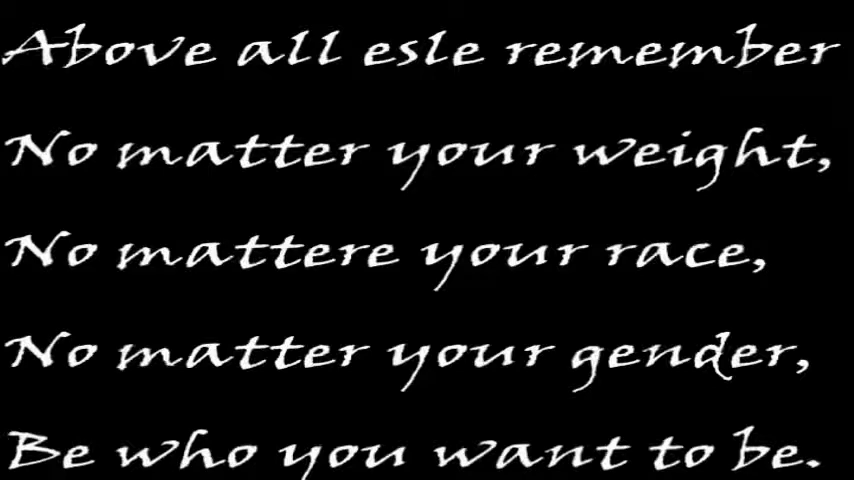 Above all esle remember
No matter your weight,
No mattere your race,
No matter your gender,
Be who you want to be.